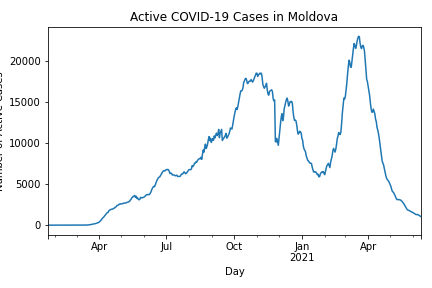 Active COVID-19 Cases in Moldova
20000
15000
10000
5000
0
Apr
Jul
Oct
Jan
2021
Apr
Day